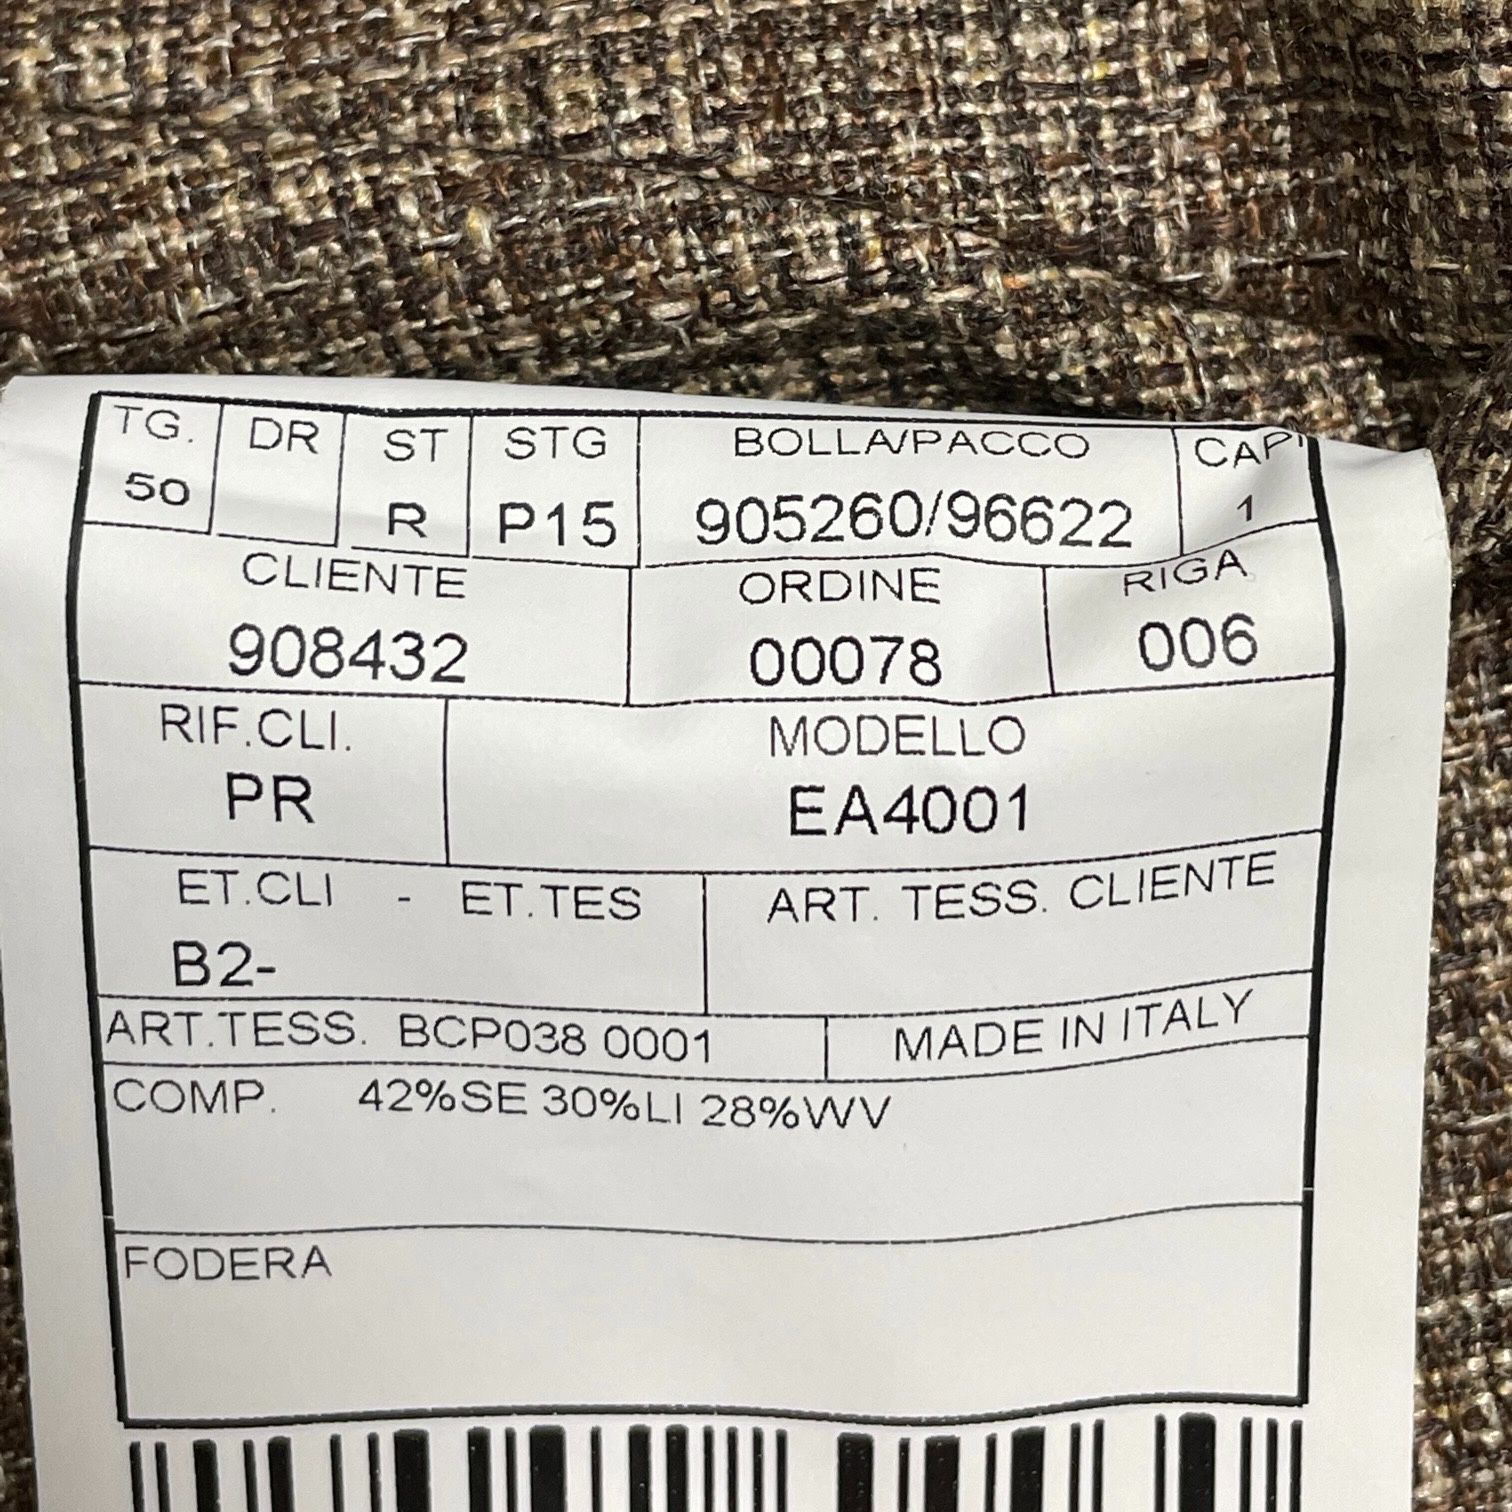 TG. DR ST STG BOLLA/PACCO CAPI
50 R P15 905260/96622 1
CLIENTE ORDINE RIGA
908432 00078 006
RIF.CLI. MODELLO
PR EA4001
ET.CLI - ET.TES ART. TESS. CLIENTE
B2-
ART.TESS. BCP038 0001 MADE IN ITALY
COMP. 42%SE 30%LI 28%WV
FODERA